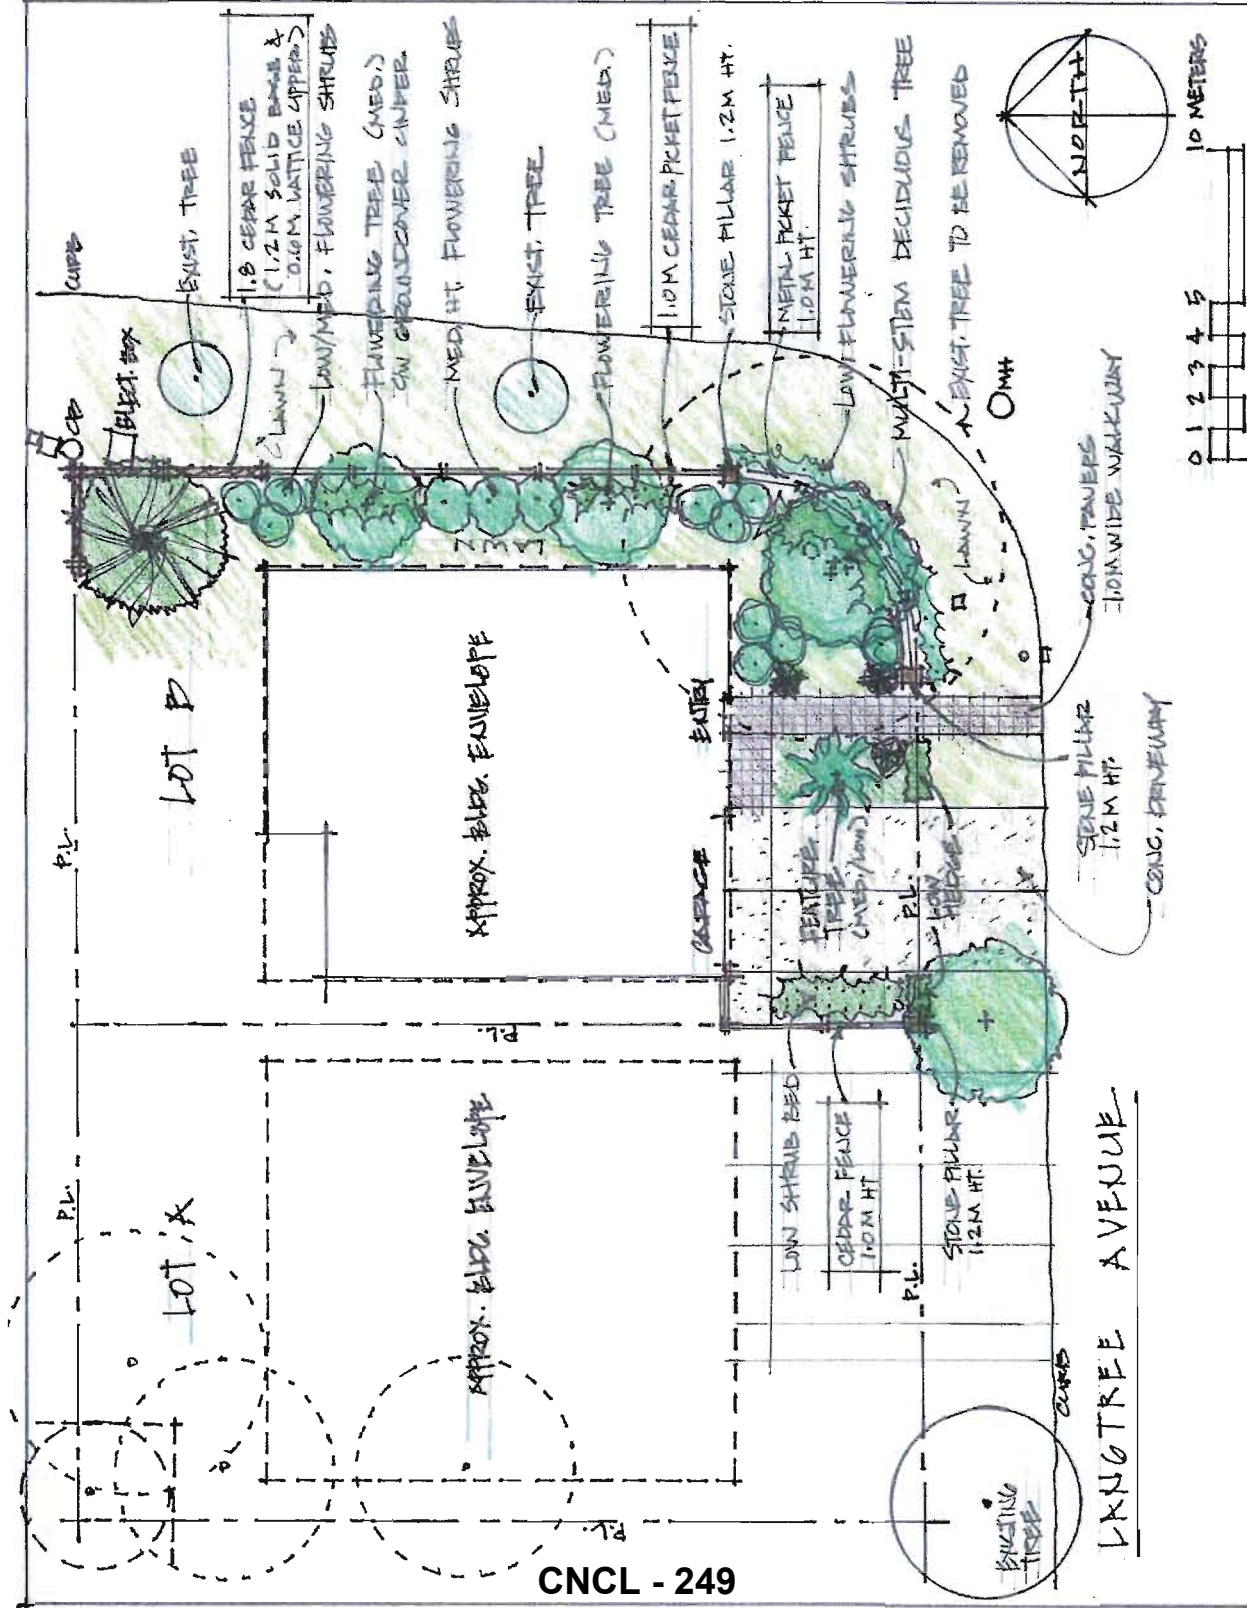 CURB
EXIST. TREE
1.8 CEDAR FENCE
(1.2M SOLID BASE &
0.6M. LATTICE UPPER)
(LAWN)
LOW/MED. FLOWERING SHRUBS
FLOWERING TREE (MED.)
C/W GROUNDCOVER UNDER.
MED. HT. FLOWERING SHRUBS
EXIST. TREE
FLOWERING TREE (MED.)
1.0M CEDAR PICKET FENCE
STONE PILLAR 1.2M HT.
METAL PICKET FENCE
1.0M HT.
LOW FLOWERING SHRUBS
MULTI-STEM DECIDUOUS TREE
EXIST. TREE TO BE REMOVED
NORTH
0 1 2 3 4 5 10 METERS
CB
ELECT. BOX
MH
(LAWN)
CONC. PAVERS
1.0M WIDE WALKWAY
STONE PILLAR
1.2M HT.
CONC. DRIVEWAY
P.L.
LOT B
APPROX. BLDG. ENVELOPE
ENTRY
GARAGE
FEATURE
TREE
(MED./LOW)
P.L.
LOW
HEDGE
P.L.
P.L.
LOT A
APPROX. BLDG. ENVELOPE
LOW SHRUB BED
CEDAR FENCE
1.0M HT
STONE PILLAR
1.2M HT.
P.L.
P.L.
CURB
EXISTING
TREE
LANGTREE AVENUE
CNCL - 249